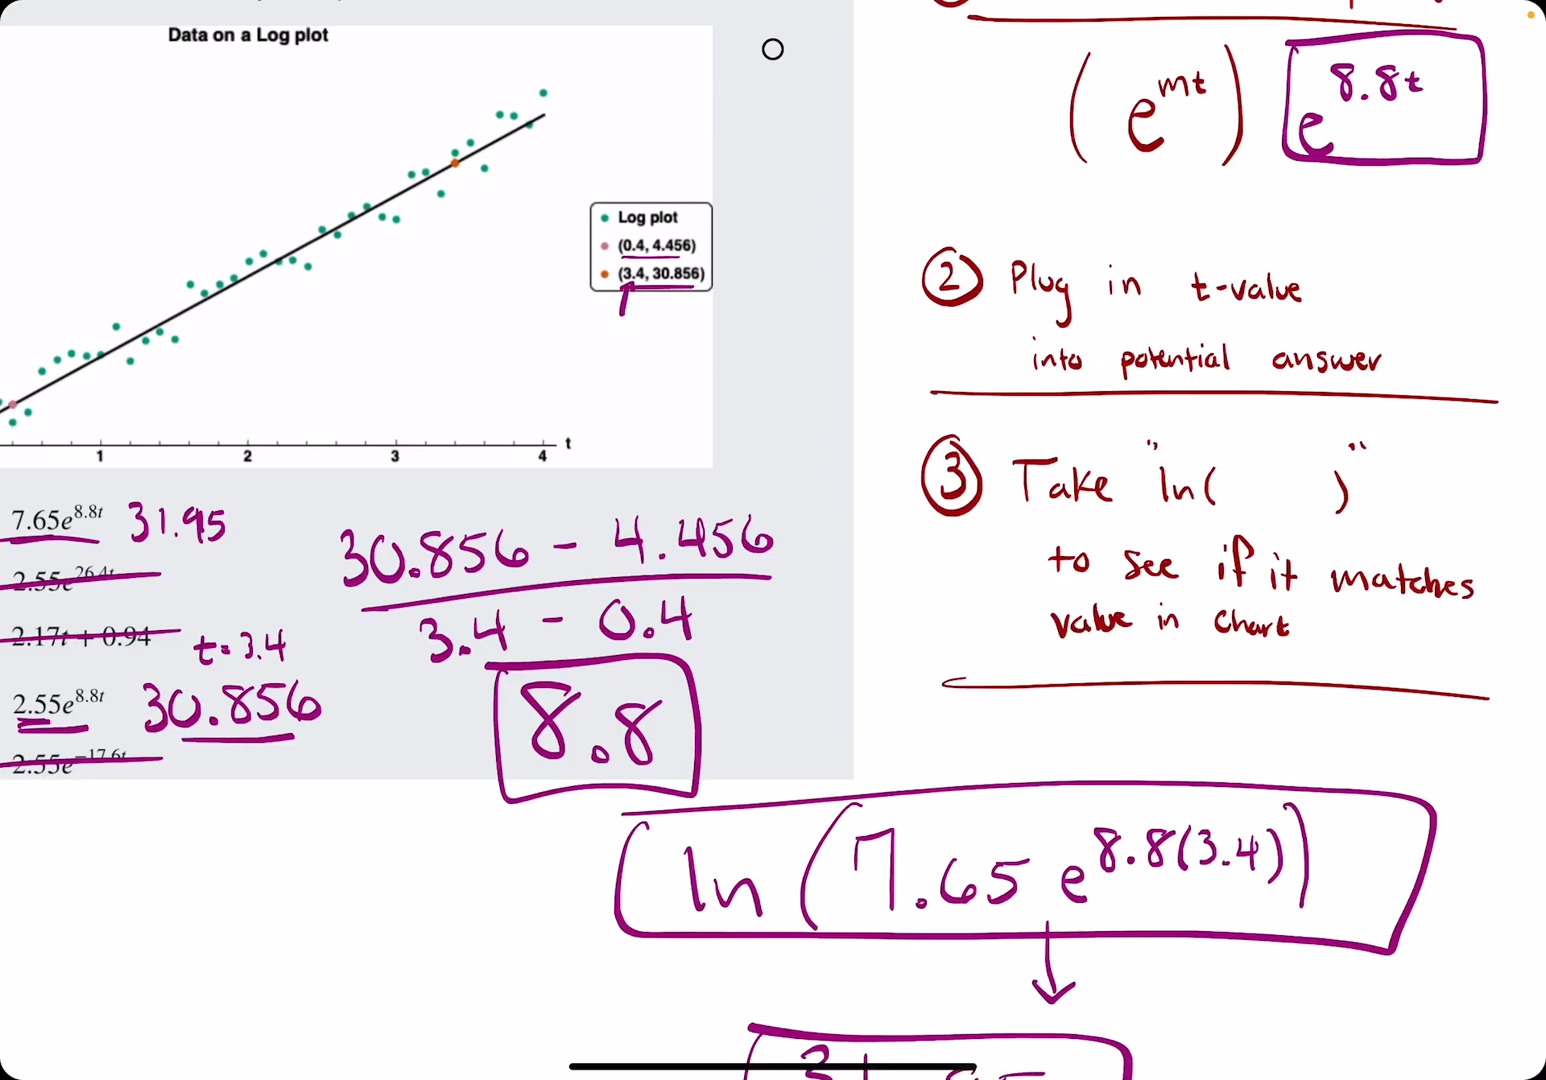 Data on a Log plot
Log plot
(0.4, 4.456)
(3.4, 30.856)
1 2 3 4 t
7.65e^8.8t 31.95
2.55e^26.4t
2.17t + 0.94
t = 3.4
2.55e^8.8t 30.856
2.55e^−17.6t
30.856 - 4.456
3.4 - 0.4
8.8
(e^mt) e^8.8t
② Plug in t-value
into potential answer
③ Take "ln( )"
to see if it matches
value in chart
ln(7.65 e^8.8(3.4))